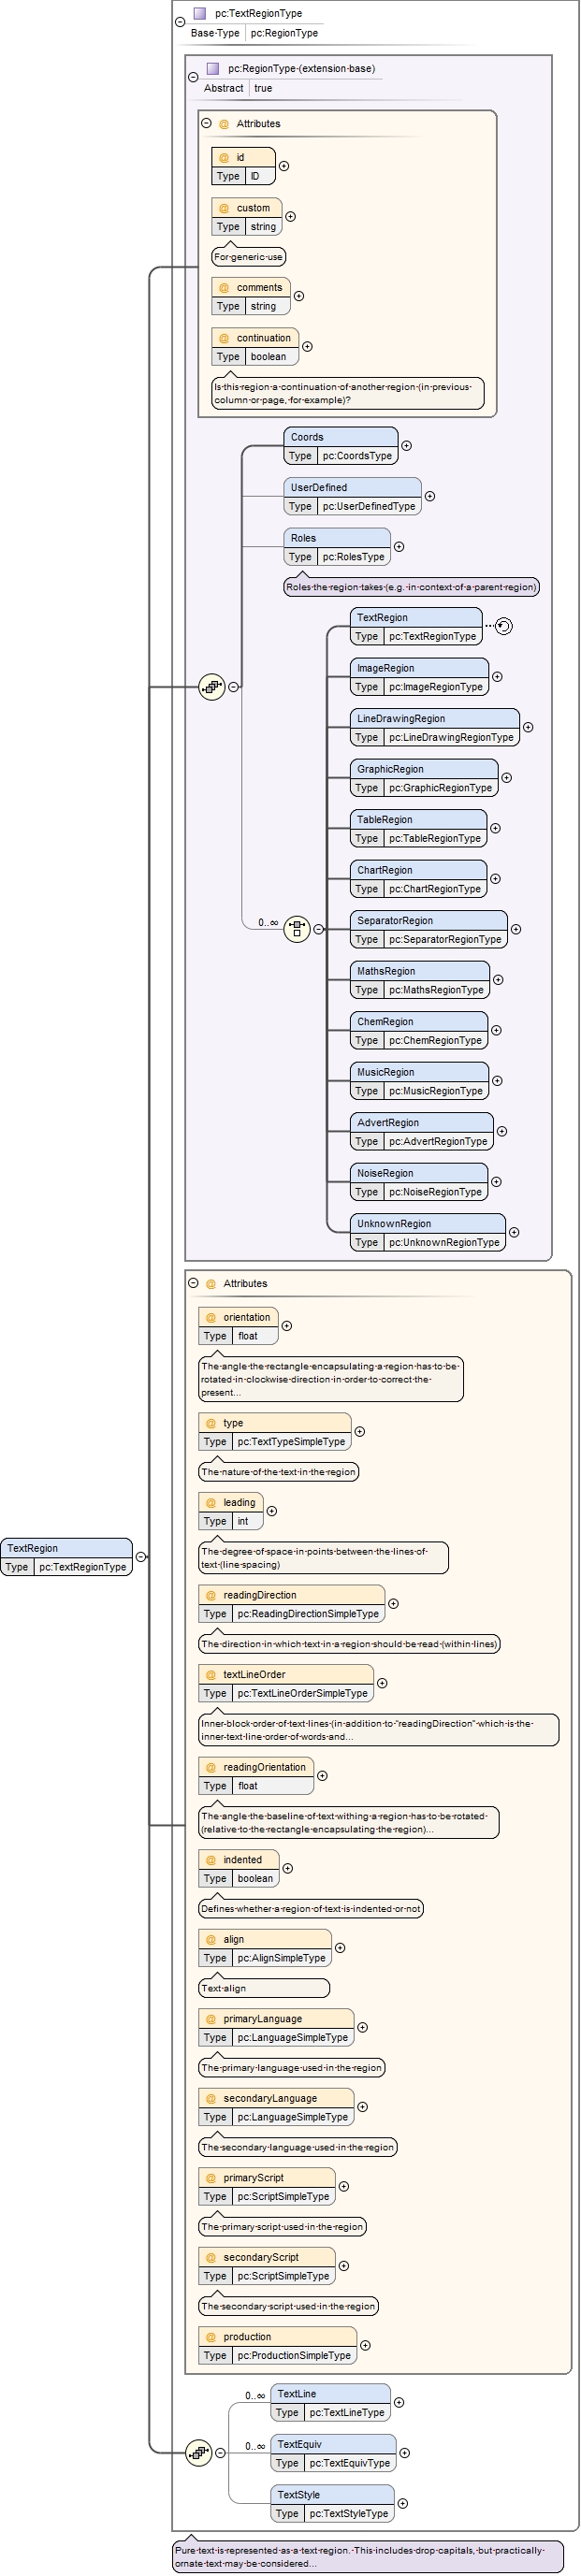 pc:TextRegionType
Base-Type pc:RegionType
pc:RegionType (extension base)
Abstract true
@ Attributes
@ id
Type ID
@ custom
Type string
For generic use
@ comments
Type string
@ continuation
Type boolean
Is this region a continuation of another region (in previous
column or page, for example)?
Coords
Type pc:CoordsType
UserDefined
Type pc:UserDefinedType
Roles
Type pc:RolesType
Roles the region takes (e.g. in context of a parent region)
TextRegion
Type pc:TextRegionType
ImageRegion
Type pc:ImageRegionType
LineDrawingRegion
Type pc:LineDrawingRegionType
GraphicRegion
Type pc:GraphicRegionType
TableRegion
Type pc:TableRegionType
ChartRegion
Type pc:ChartRegionType
0..∞
SeparatorRegion
Type pc:SeparatorRegionType
MathsRegion
Type pc:MathsRegionType
ChemRegion
Type pc:ChemRegionType
MusicRegion
Type pc:MusicRegionType
AdvertRegion
Type pc:AdvertRegionType
NoiseRegion
Type pc:NoiseRegionType
UnknownRegion
Type pc:UnknownRegionType
@ Attributes
@ orientation
Type float
The angle the rectangle encapsulating a region has to be
rotated in clockwise direction in order to correct the
present...
@ type
Type pc:TextTypeSimpleType
The nature of the text in the region
@ leading
Type int
The degree of space in points between the lines of
text (line spacing)
TextRegion
Type pc:TextRegionType
@ readingDirection
Type pc:ReadingDirectionSimpleType
The direction in which text in a region should be read (within lines)
@ textLineOrder
Type pc:TextLineOrderSimpleType
Inner-block order of text lines (in addition to "readingDirection" which is the
inner-text line order of words and...
@ readingOrientation
Type float
The angle the baseline of text withing a region has to be rotated
(relative to the rectangle encapsulating the region)...
@ indented
Type boolean
Defines whether a region of text is indented or not
@ align
Type pc:AlignSimpleType
Text align
@ primaryLanguage
Type pc:LanguageSimpleType
The primary language used in the region
@ secondaryLanguage
Type pc:LanguageSimpleType
The secondary language used in the region
@ primaryScript
Type pc:ScriptSimpleType
The primary script used in the region
@ secondaryScript
Type pc:ScriptSimpleType
The secondary script used in the region
@ production
Type pc:ProductionSimpleType
0..∞
TextLine
Type pc:TextLineType
0..∞
TextEquiv
Type pc:TextEquivType
TextStyle
Type pc:TextStyleType
Pure text is represented as a text region. This includes drop capitals, but practically
ornate text may be considered...